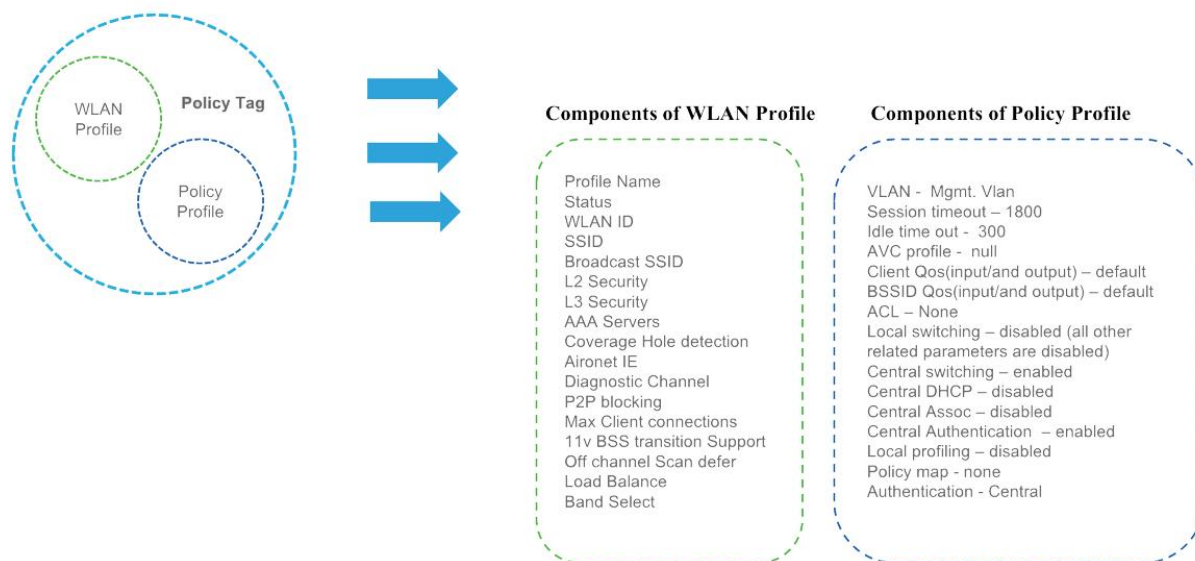 WLAN
Profile
Policy Tag
Policy
Profile
Components of WLAN Profile
Profile Name
Status
WLAN ID
SSID
Broadcast SSID
L2 Security
L3 Security
AAA Servers
Coverage Hole detection
Aironet IE
Diagnostic Channel
P2P blocking
Max Client connections
11v BSS transition Support
Off channel Scan defer
Load Balance
Band Select
Components of Policy Profile
VLAN - Mgmt. Vlan
Session timeout – 1800
Idle time out - 300
AVC profile - null
Client Qos(input/and output) – default
BSSID Qos(input/and output) – default
ACL – None
Local switching – disabled (all other
related parameters are disabled)
Central switching – enabled
Central DHCP – disabled
Central Assoc – disabled
Central Authentication – enabled
Local profiling – disabled
Policy map - none
Authentication - Central